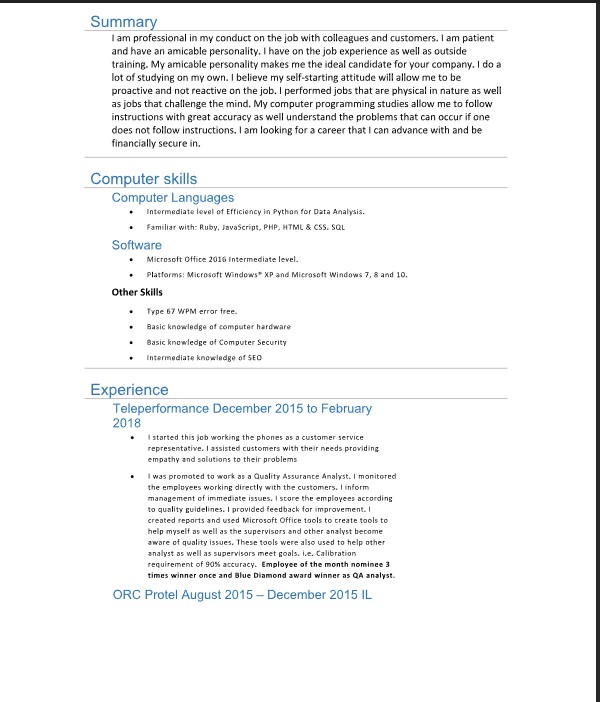 Summary
I am professional in my conduct on the job with colleagues and customers. I am patient
and have an amicable personality. I have on the job experience as well as outside
training. My amicable personality makes me the ideal candidate for your company. I do a
lot of studying on my own. I believe my self-starting attitude will allow me to be
proactive and not reactive on the job. I performed jobs that are physical in nature as well
as jobs that challenge the mind. My computer programming studies allow me to follow
instructions with great accuracy as well understand the problems that can occur if one
does not follow instructions. I am looking for a career that I can advance with and be
financially secure in.
Computer skills
Computer Languages
• Intermediate level of Efficiency in Python for Data Analysis.
• Familiar with: Ruby, JavaScript, PHP, HTML & CSS. SQL
Software
• Microsoft Office 2016 Intermediate level.
• Platforms: Microsoft Windows® XP and Microsoft Windows 7, 8 and 10.
Other Skills
• Type 67 WPM error free.
• Basic knowledge of computer hardware
• Basic knowledge of Computer Security
• Intermediate knowledge of SEO
Experience
Teleperformance December 2015 to February
2018
• I started this job working the phones as a customer service
representative. I assisted customers with their needs providing
empathy and solutions to their problems
• I was promoted to work as a Quality Assurance Analyst. I monitored
the employees working directly with the customers. I inform
management of immediate issues. I score the employees according
to quality guidelines. I provided feedback for improvement. I
created reports and used Microsoft Office tools to create tools to
help myself as well as the supervisors and other analyst become
aware of quality issues. These tools were also used to help other
analyst as well as supervisors meet goals. i.e. Calibration
requirement of 90% accuracy. Employee of the month nominee 3
times winner once and Blue Diamond award winner as QA analyst.
ORC Protel August 2015 – December 2015 IL